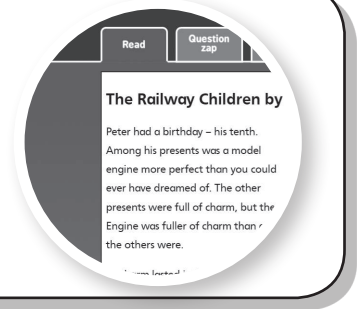 Read
Question
zap
The Railway Children by
Peter had a birthday – his tenth.
Among his presents was a model
engine more perfect than you could
ever have dreamed of. The other
presents were full of charm, but the
Engine was fuller of charm than
the others were.